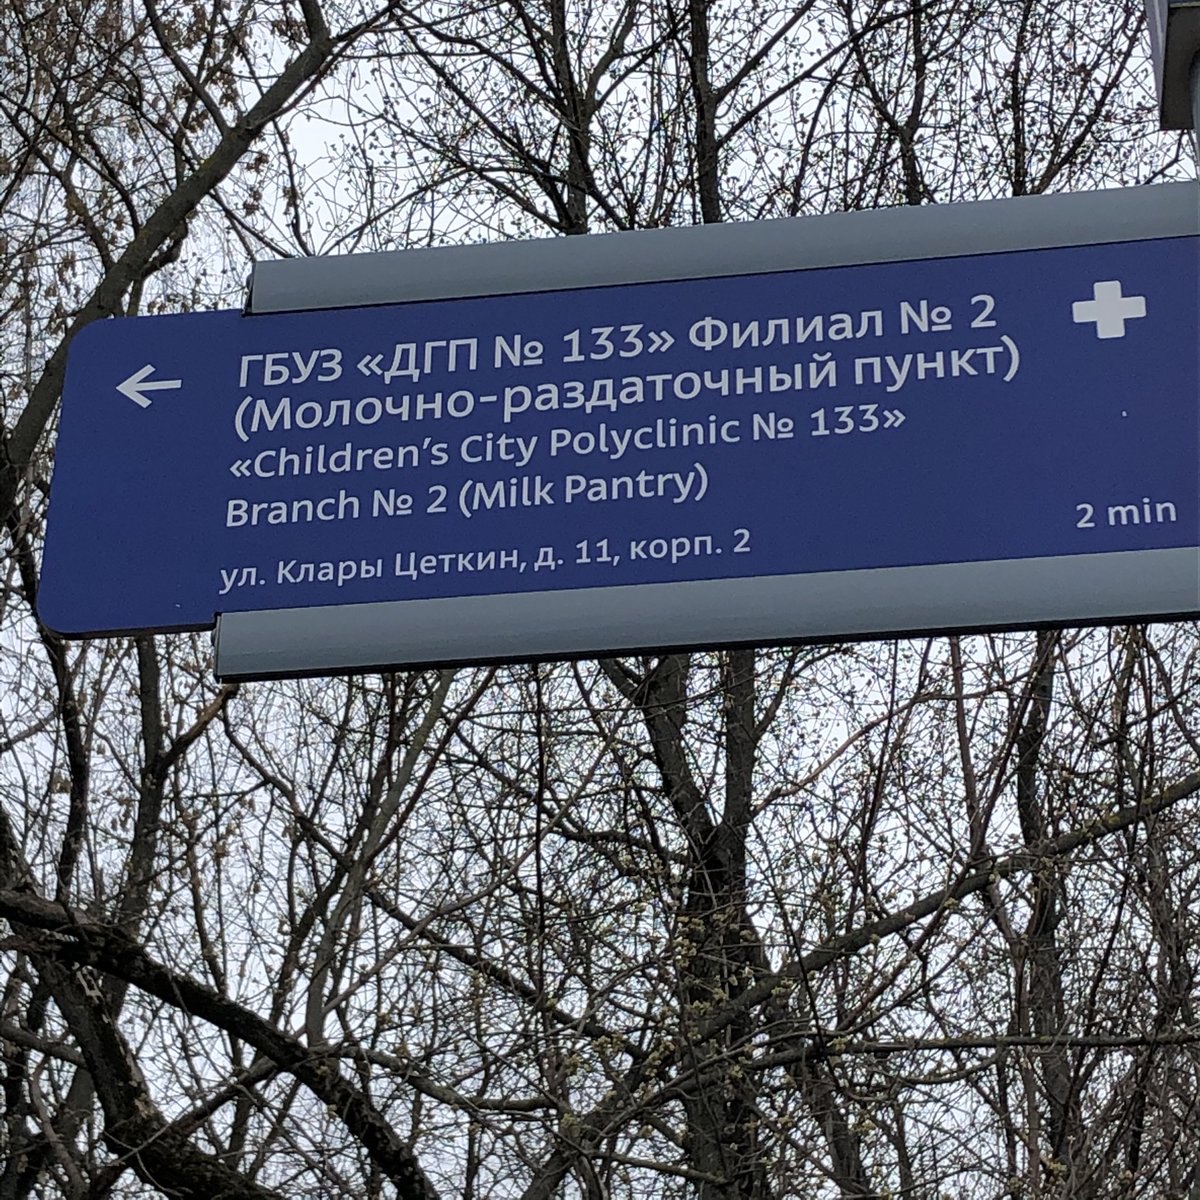 ГБУЗ «ДГП № 133» Филиал № 2
(Молочно-раздаточный пункт)
«Children's City Polyclinic № 133»
Branch № 2 (Milk Pantry)
2 min
ул. Клары Цеткин, д. 11, корп. 2